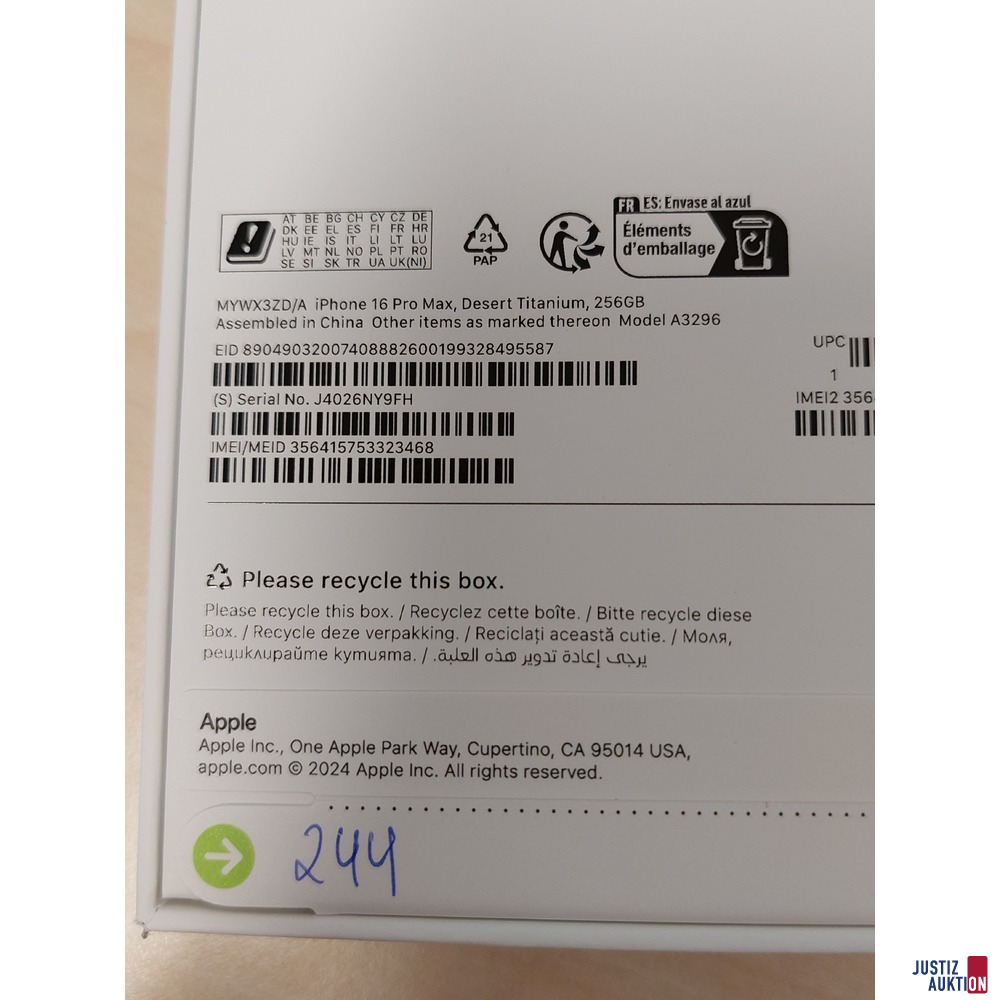 FR ES: Envase al azul
AT BE BG CH CY CZ DE
DK EE EL ES FI FR HR
HU IE IS IT LI LT LU
LV MT NL NO PL PT RO
SE SI SK TR UA UK(NI)
21
PAP
Éléments
d'emballage
MYWX3ZD/A iPhone 16 Pro Max, Desert Titanium, 256GB
Assembled in China Other items as marked thereon Model A3296
EID 89049032007408882600199328495587
UPC
1
(S) Serial No. J4026NY9FH
IMEI2 356
IMEI/MEID 356415753323468
Please recycle this box.
Please recycle this box. / Recyclez cette boîte. / Bitte recycle diese
Box. / Recycle deze verpakking. / Reciclați această cutie. / Моля,
рециклирайте кутията. / يرجى إعادة تدوير هذه العلبة.
Apple
Apple Inc., One Apple Park Way, Cupertino, CA 95014 USA,
apple.com © 2024 Apple Inc. All rights reserved.
244
JUSTIZ
AUKTION